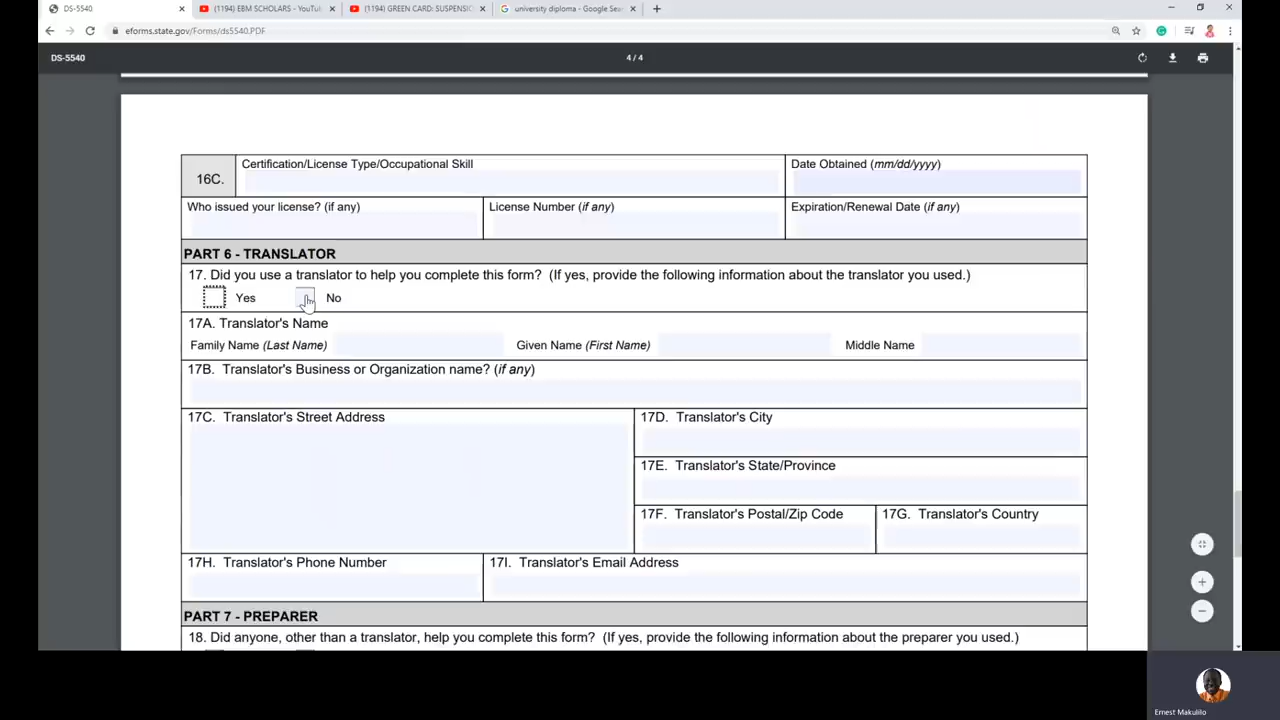 DS-5540
(1194) EBM SCHOLARS - YouTu
(1194) GREEN CARD: SUSPENSIC
university diploma - Google Sea
eforms.state.gov/Forms/ds5540.PDF
DS-5540
4 / 4
16C.
Certification/License Type/Occupational Skill
Date Obtained (mm/dd/yyyy)
Who issued your license? (if any)
License Number (if any)
Expiration/Renewal Date (if any)
PART 6 - TRANSLATOR
17. Did you use a translator to help you complete this form? (If yes, provide the following information about the translator you used.)
Yes No
17A. Translator's Name
Family Name (Last Name) Given Name (First Name) Middle Name
17B. Translator's Business or Organization name? (if any)
17C. Translator's Street Address
17D. Translator's City
17E. Translator's State/Province
17F. Translator's Postal/Zip Code
17G. Translator's Country
17H. Translator's Phone Number
17I. Translator's Email Address
PART 7 - PREPARER
18. Did anyone, other than a translator, help you complete this form? (If yes, provide the following information about the preparer you used.)
Ernest Makulilo